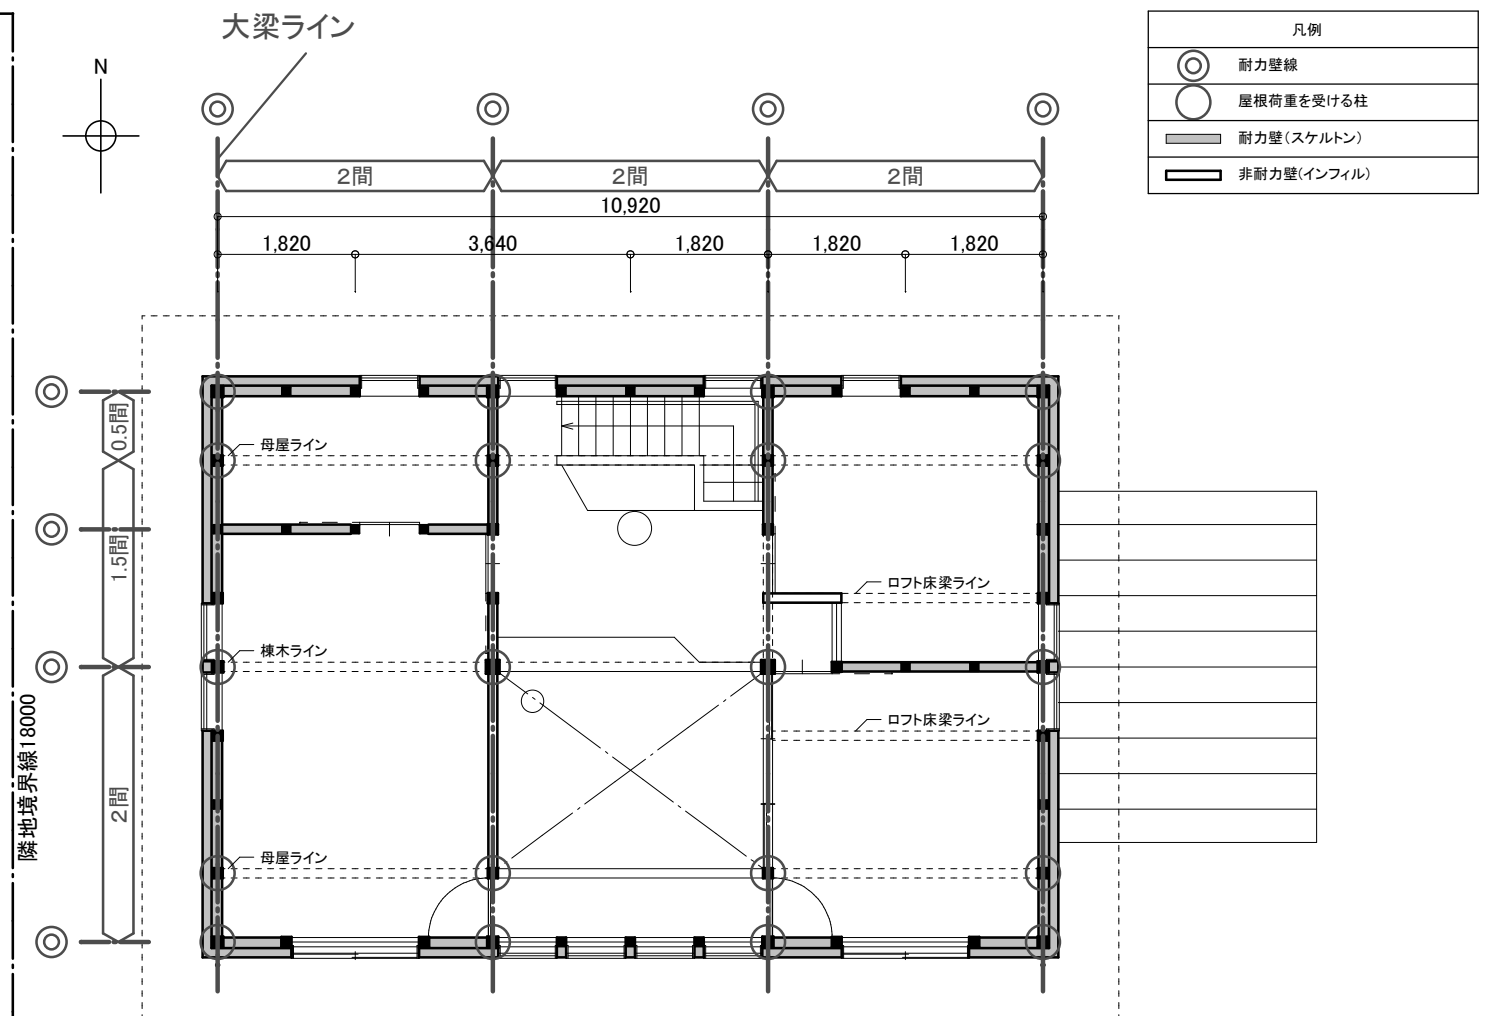 大梁ライン
N
2間
2間
2間
10,920
1,820
3,640
1,820
1,820
1,820
凡例
耐力壁線
屋根荷重を受ける柱
耐力壁(スケルトン)
非耐力壁(インフィル)
0.5間
1.5間
2間
隣地境界線18000
母屋ライン
ロフト床梁ライン
棟木ライン
ロフト床梁ライン
母屋ライン